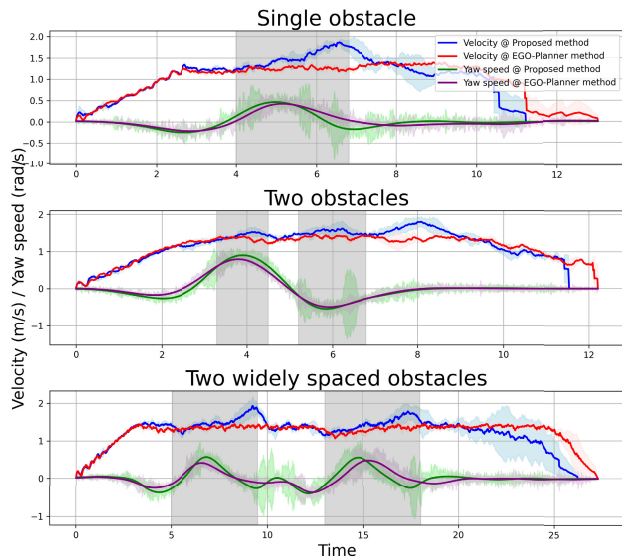 Single obstacle
2.0
1.5
1.0
0.5
0.0
-0.5
-1.0
0 2 4 6 8 10 12
Velocity @ Proposed method
Velocity @ EGO-Planner method
Yaw speed @ Proposed method
Yaw speed @ EGO-Planner method
Velocity (m/s) / Yaw speed (rad/s)
Two obstacles
2
1
0
−1
0 2 4 6 8 10 12
Two widely spaced obstacles
2
1
0
−1
0 5 10 15 20 25
Time